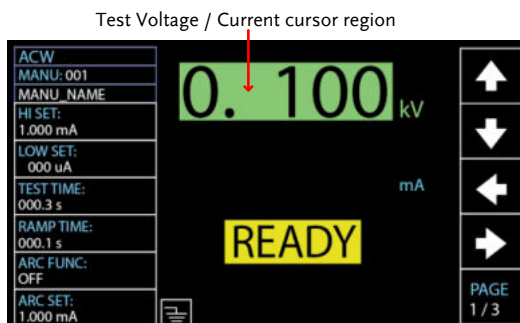 Test Voltage / Current cursor region
ACW
MANU: 001
MANU_NAME
HI SET:
1.000 mA
LOW SET:
000 uA
TEST TIME:
000.3 s
RAMP TIME:
000.1 s
ARC FUNC:
OFF
ARC SET:
1.000 mA
0. 100 kV
mA
READY
PAGE
1 / 3